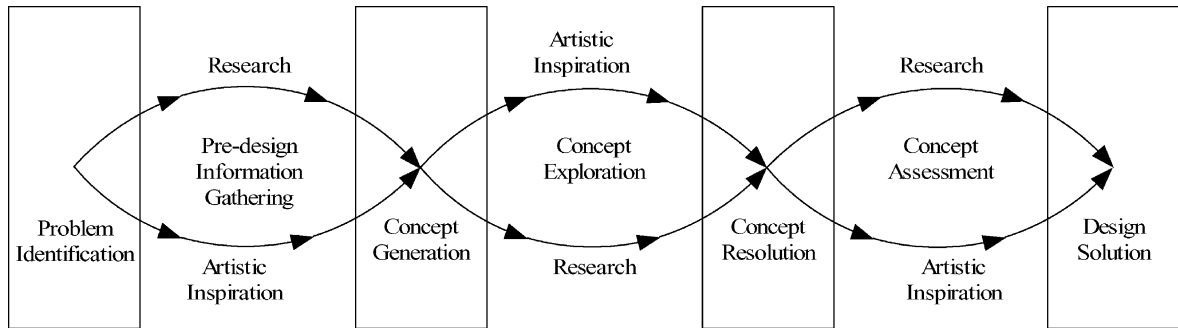 Research
Pre-design
Information
Gathering
Artistic
Inspiration
Problem
Identification
Concept
Generation
Artistic
Inspiration
Concept
Exploration
Research
Concept
Resolution
Research
Concept
Assessment
Artistic
Inspiration
Design
Solution